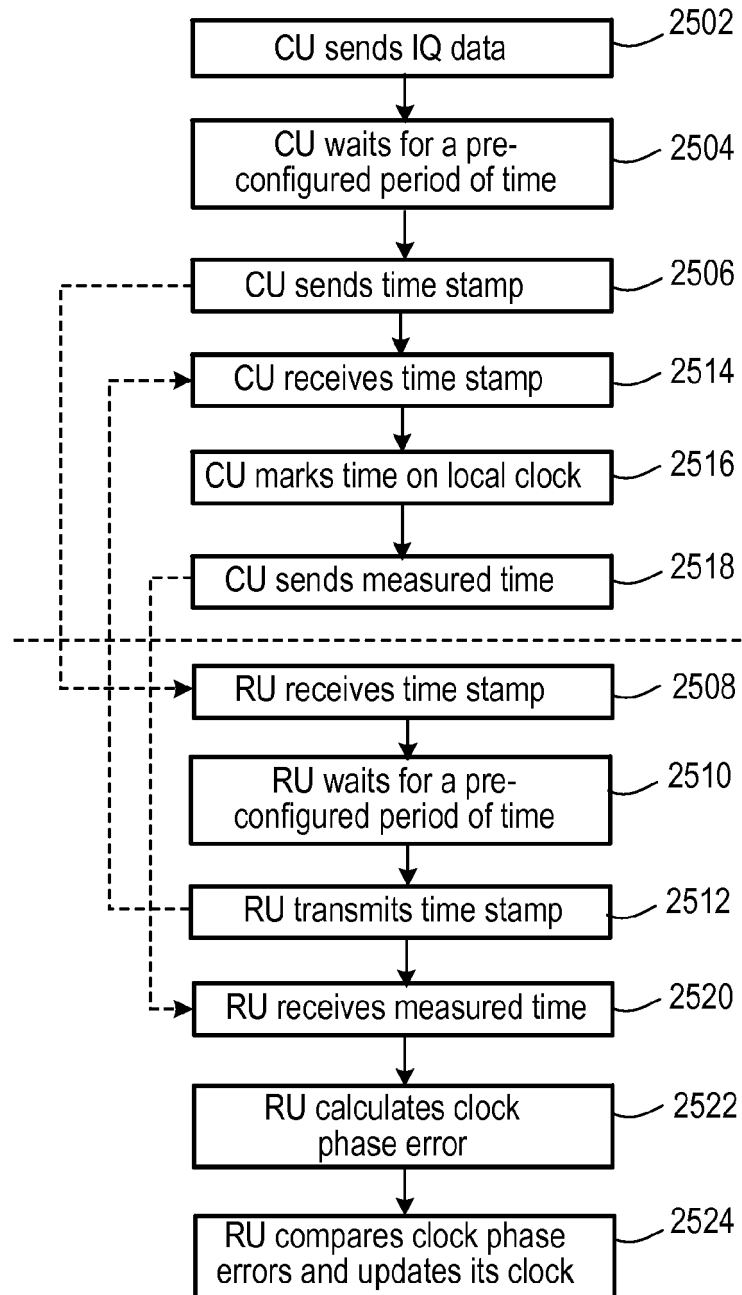 CU sends IQ data
2502
CU waits for a pre-
configured period of time
2504
CU sends time stamp
2506
CU receives time stamp
2514
CU marks time on local clock
2516
CU sends measured time
2518
RU receives time stamp
2508
RU waits for a pre-
configured period of time
2510
RU transmits time stamp
2512
RU receives measured time
2520
RU calculates clock
phase error
2522
RU compares clock phase
errors and updates its clock
2524